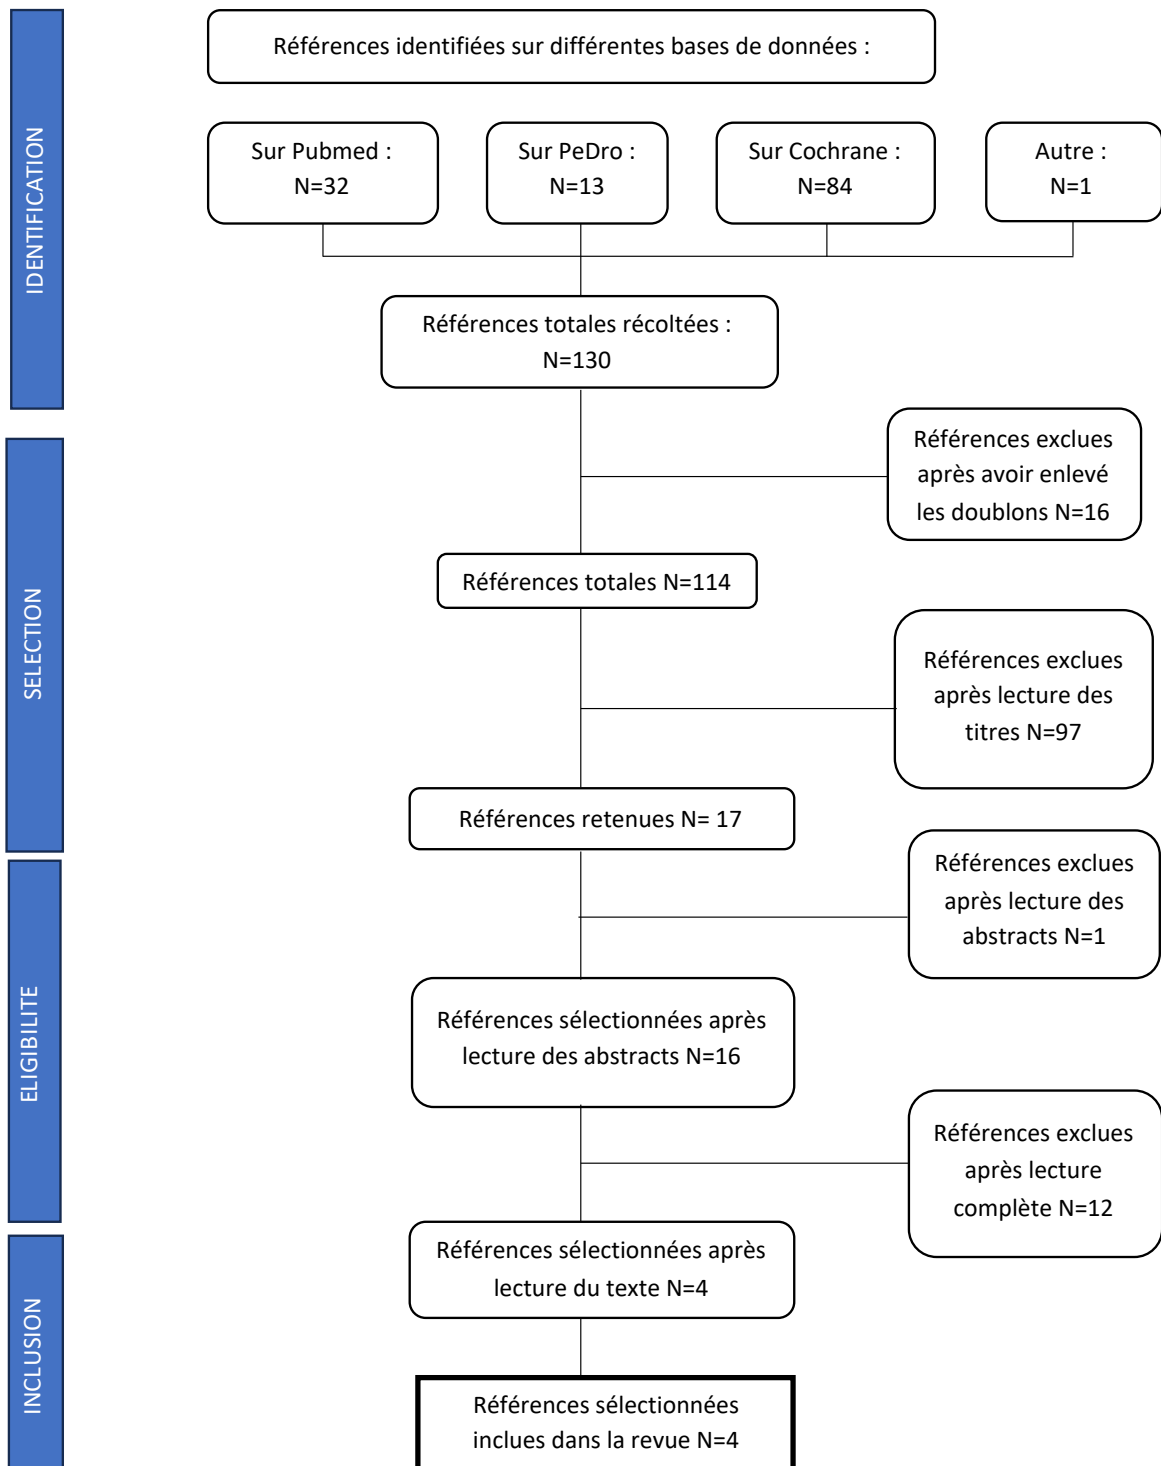 Références identifiées sur différentes bases de données :
IDENTIFICATION
Sur Pubmed :
N=32
Sur PeDro :
N=13
Sur Cochrane :
N=84
Autre :
N=1
Références totales récoltées :
N=130
SELECTION
Références exclues
après avoir enlevé
les doublons N=16
Références totales N=114
Références exclues
après lecture des
titres N=97
Références retenues N= 17
ELIGIBILITE
Références exclues
après lecture des
abstracts N=1
Références sélectionnées après
lecture des abstracts N=16
Références exclues
après lecture
complète N=12
INCLUSION
Références sélectionnées après
lecture du texte N=4
Références sélectionnées
inclues dans la revue N=4